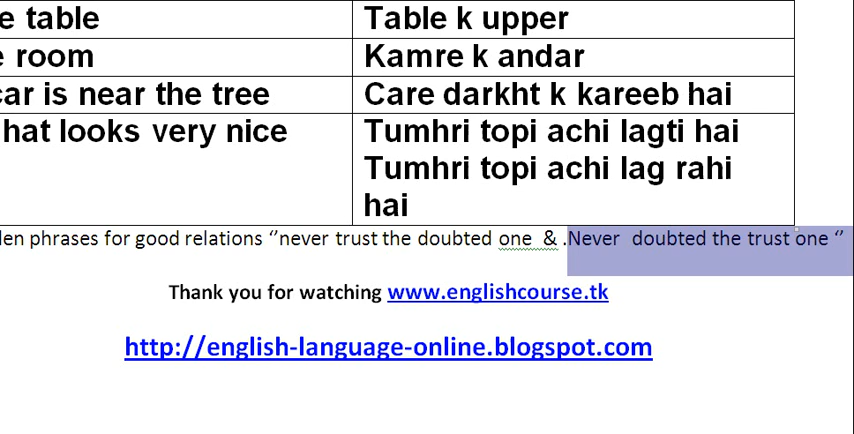 e table Table k upper
e room Kamre k andar
car is near the tree Care darkht k kareeb hai
hat looks very nice Tumhri topi achi lagti hai
Tumhri topi achi lag rahi
hai
len phrases for good relations “never trust the doubted one & .Never doubted the trust one “
Thank you for watching www.englishcourse.tk
http://english-language-online.blogspot.com